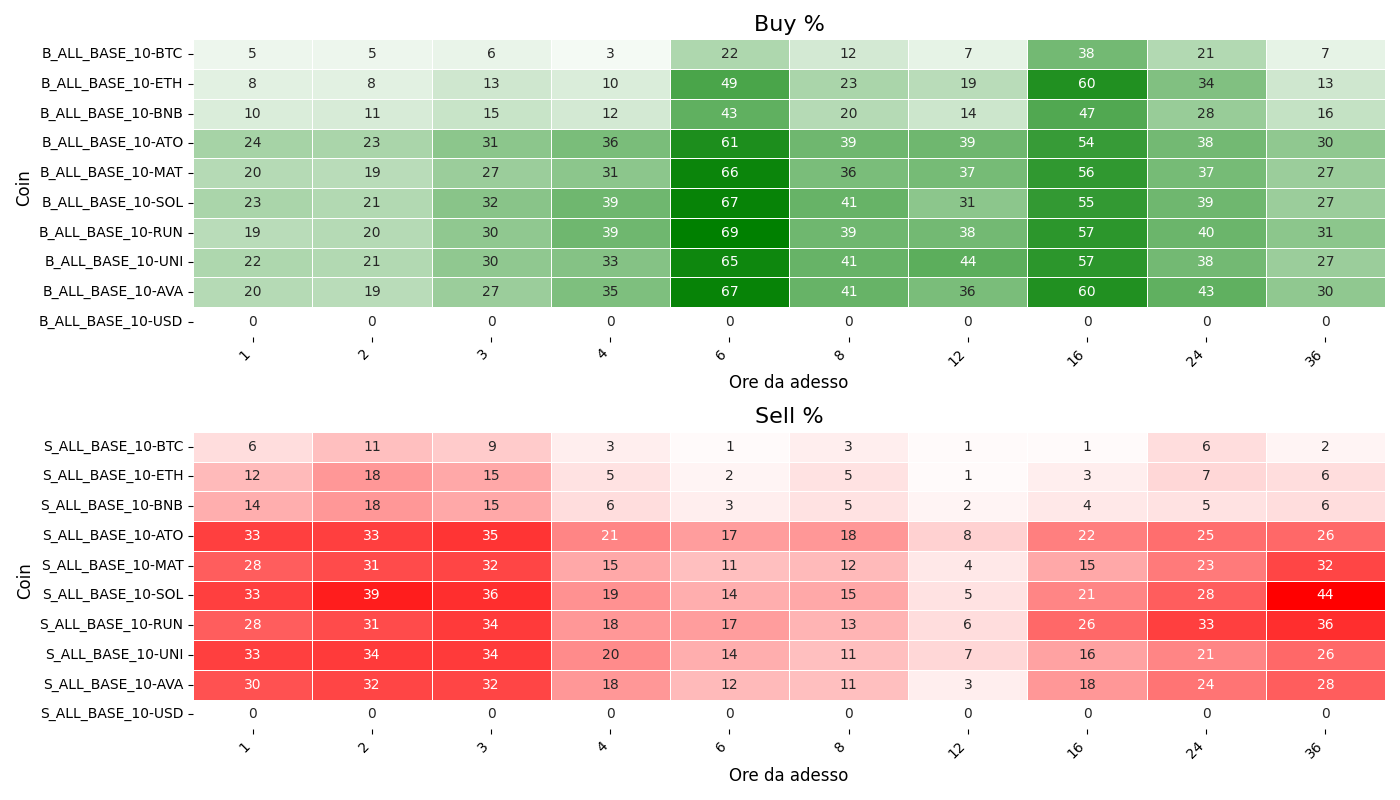 Buy %
Coin
B_ALL_BASE_10-BTC 5 5 6 3 22 12 7 38 21 7
B_ALL_BASE_10-ETH 8 8 13 10 49 23 19 60 34 13
B_ALL_BASE_10-BNB 10 11 15 12 43 20 14 47 28 16
B_ALL_BASE_10-ATO 24 23 31 36 61 39 39 54 38 30
B_ALL_BASE_10-MAT 20 19 27 31 66 36 37 56 37 27
B_ALL_BASE_10-SOL 23 21 32 39 67 41 31 55 39 27
B_ALL_BASE_10-RUN 19 20 30 39 69 39 38 57 40 31
B_ALL_BASE_10-UNI 22 21 30 33 65 41 44 57 38 27
B_ALL_BASE_10-AVA 20 19 27 35 67 41 36 60 43 30
B_ALL_BASE_10-USD 0 0 0 0 0 0 0 0 0 0
1 2 3 4 6 8 12 16 24 36
Ore da adesso
Sell %
Coin
S_ALL_BASE_10-BTC 6 11 9 3 1 3 1 1 6 2
S_ALL_BASE_10-ETH 12 18 15 5 2 5 1 3 7 6
S_ALL_BASE_10-BNB 14 18 15 6 3 5 2 4 5 6
S_ALL_BASE_10-ATO 33 33 35 21 17 18 8 22 25 26
S_ALL_BASE_10-MAT 28 31 32 15 11 12 4 15 23 32
S_ALL_BASE_10-SOL 33 39 36 19 14 15 5 21 28 44
S_ALL_BASE_10-RUN 28 31 34 18 17 13 6 26 33 36
S_ALL_BASE_10-UNI 33 34 34 20 14 11 7 16 21 26
S_ALL_BASE_10-AVA 30 32 32 18 12 11 3 18 24 28
S_ALL_BASE_10-USD 0 0 0 0 0 0 0 0 0 0
1 2 3 4 6 8 12 16 24 36
Ore da adesso